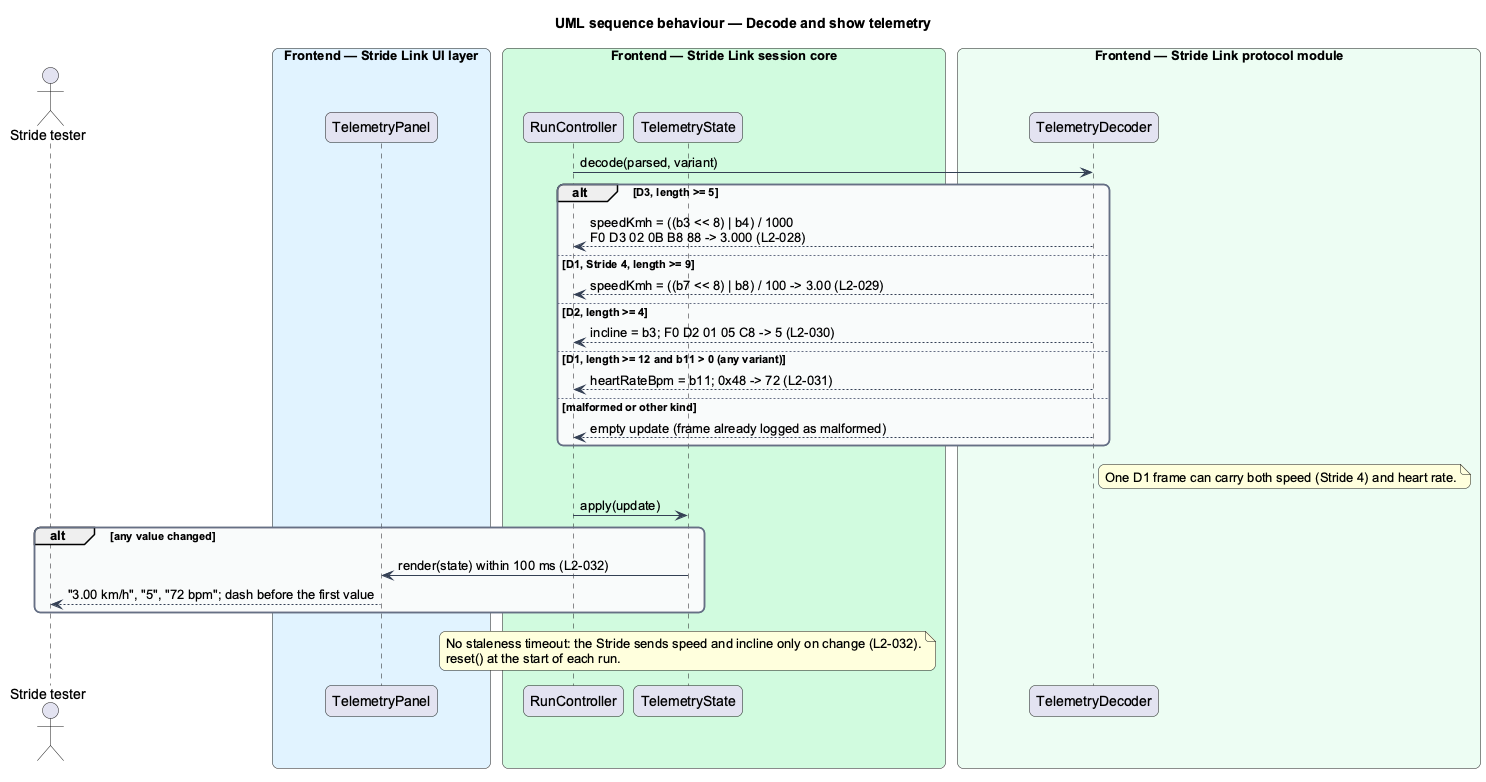 UML sequence behaviour — Decode and show telemetry
Frontend — Stride Link UI layer
Frontend — Stride Link session core
Frontend — Stride Link protocol module
Stride tester
TelemetryPanel
RunController
TelemetryState
TelemetryDecoder
decode(parsed, variant)
alt
[D3, length >= 5]
speedKmh = ((b3 << 8) | b4) / 1000
F0 D3 02 0B B8 88 -> 3.000 (L2-028)
[D1, Stride 4, length >= 9]
speedKmh = ((b7 << 8) | b8) / 100 -> 3.00 (L2-029)
[D2, length >= 4]
incline = b3; F0 D2 01 05 C8 -> 5 (L2-030)
[D1, length >= 12 and b11 > 0 (any variant)]
heartRateBpm = b11; 0x48 -> 72 (L2-031)
[malformed or other kind]
empty update (frame already logged as malformed)
One D1 frame can carry both speed (Stride 4) and heart rate.
apply(update)
alt
[any value changed]
render(state) within 100 ms (L2-032)
"3.00 km/h", "5", "72 bpm"; dash before the first value
No staleness timeout: the Stride sends speed and incline only on change (L2-032).
reset() at the start of each run.
Stride tester
TelemetryPanel
RunController
TelemetryState
TelemetryDecoder